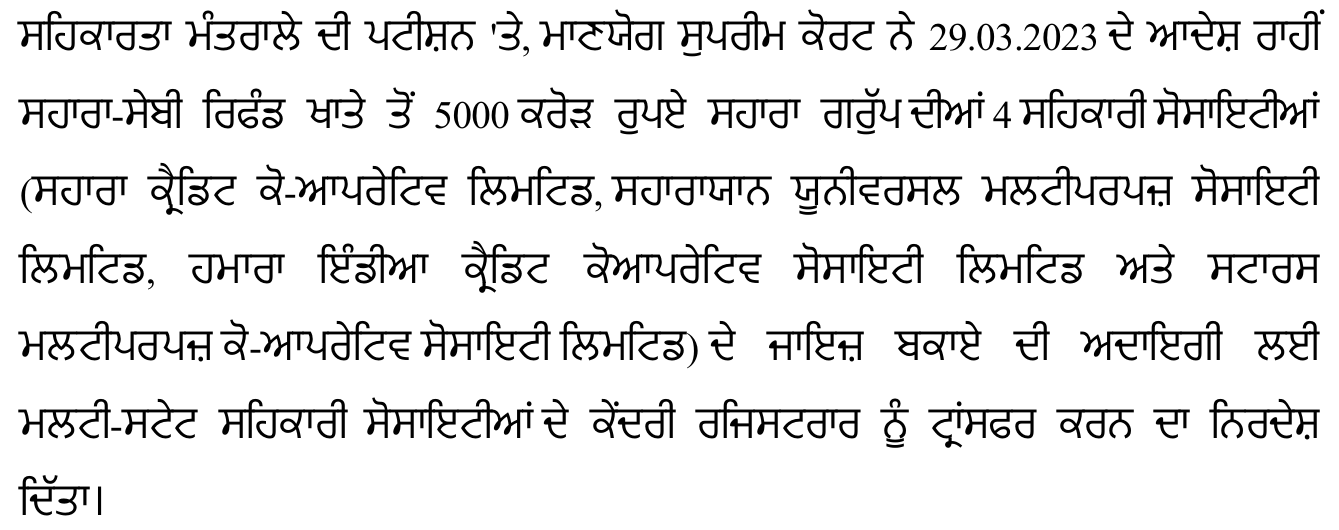 ਸਹਿਕਾਰਤਾ ਮੰਤਰਾਲੇ ਦੀ ਪਟੀਸ਼ਨ 'ਤੇ, ਮਾਣਯੋਗ ਸੁਪਰੀਮ ਕੋਰਟ ਨੇ 29.03.2023 ਦੇ ਆਦੇਸ਼ ਰਾਹੀਂ
ਸਹਾਰਾ-ਸੇਬੀ ਰਿਫੰਡ ਖਾਤੇ ਤੋਂ 5000 ਕਰੋੜ ਰੁਪਏ ਸਹਾਰਾ ਗਰੁੱਪ ਦੀਆਂ 4 ਸਹਿਕਾਰੀ ਸੋਸਾਇਟੀਆਂ
(ਸਹਾਰਾ ਕ੍ਰੈਡਿਟ ਕੋ-ਆਪਰੇਟਿਵ ਲਿਮਟਿਡ, ਸਹਾਰਾਯਾਨ ਯੂਨੀਵਰਸਲ ਮਲਟੀਪਰਪਜ਼ ਸੋਸਾਇਟੀ
ਲਿਮਟਿਡ, ਹਮਾਰਾ ਇੰਡੀਆ ਕ੍ਰੈਡਿਟ ਕੋਆਪਰੇਟਿਵ ਸੋਸਾਇਟੀ ਲਿਮਟਿਡ ਅਤੇ ਸਟਾਰਸ
ਮਲਟੀਪਰਪਜ਼ ਕੋ-ਆਪਰੇਟਿਵ ਸੋਸਾਇਟੀ ਲਿਮਟਿਡ) ਦੇ ਜਾਇਜ਼ ਬਕਾਏ ਦੀ ਅਦਾਇਗੀ ਲਈ
ਮਲਟੀ-ਸਟੇਟ ਸਹਿਕਾਰੀ ਸੋਸਾਇਟੀਆਂ ਦੇ ਕੇਂਦਰੀ ਰਜਿਸਟਰਾਰ ਨੂੰ ਟ੍ਰਾਂਸਫਰ ਕਰਨ ਦਾ ਨਿਰਦੇਸ਼
ਦਿੱਤਾ।